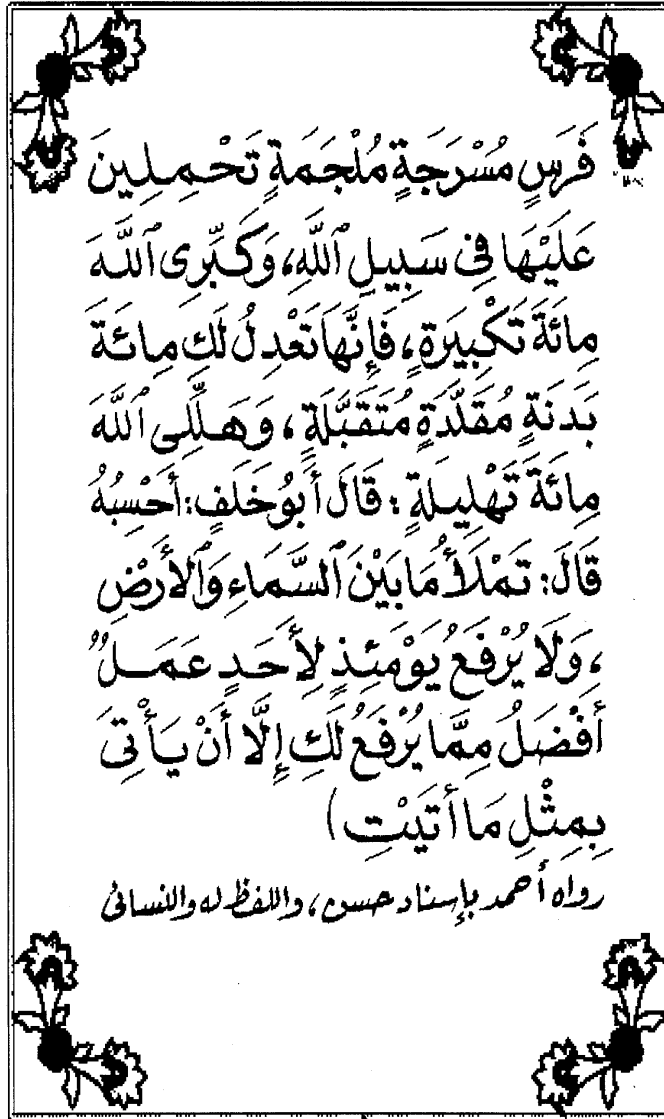 فَرَسٍ مُسْرَجَةٍ مُلْجَمَةٍ تَحْمِلِينَ
عَلَيْهَا فِى سَبِيلِ ٱللَّهِ، وَكَبِّرِى ٱللَّهَ
مِائَةَ تَكْبِيرَةٍ، فَإِنَّهَا تَعْدِلُ لَكِ مِائَةَ
بَدَنَةٍ مُقَلَّدَةٍ مُتَقَبَّلَةٍ، وَهَلِّلِى ٱللَّهَ
مِائَةَ تَهْلِيلَةٍ: قَالَ أَبُو خَلَفٍ: أَحْسِبُهُ
قَالَ: تَمْلَأُ مَا بَيْنَ ٱلسَّمَاءِ وَٱلْأَرْضِ
، وَلَا يُرْفَعُ يَوْمَئِذٍ لِأَحَدٍ عَمَلٌ
أَفْضَلُ مِمَّا يُرْفَعُ لَكِ إِلَّا أَنْ يَأْتِىَ
بِمِثْلِ مَا أَتَيْتِ)
رواه أحمد بإسناد حسن، واللفظ له والنسائى